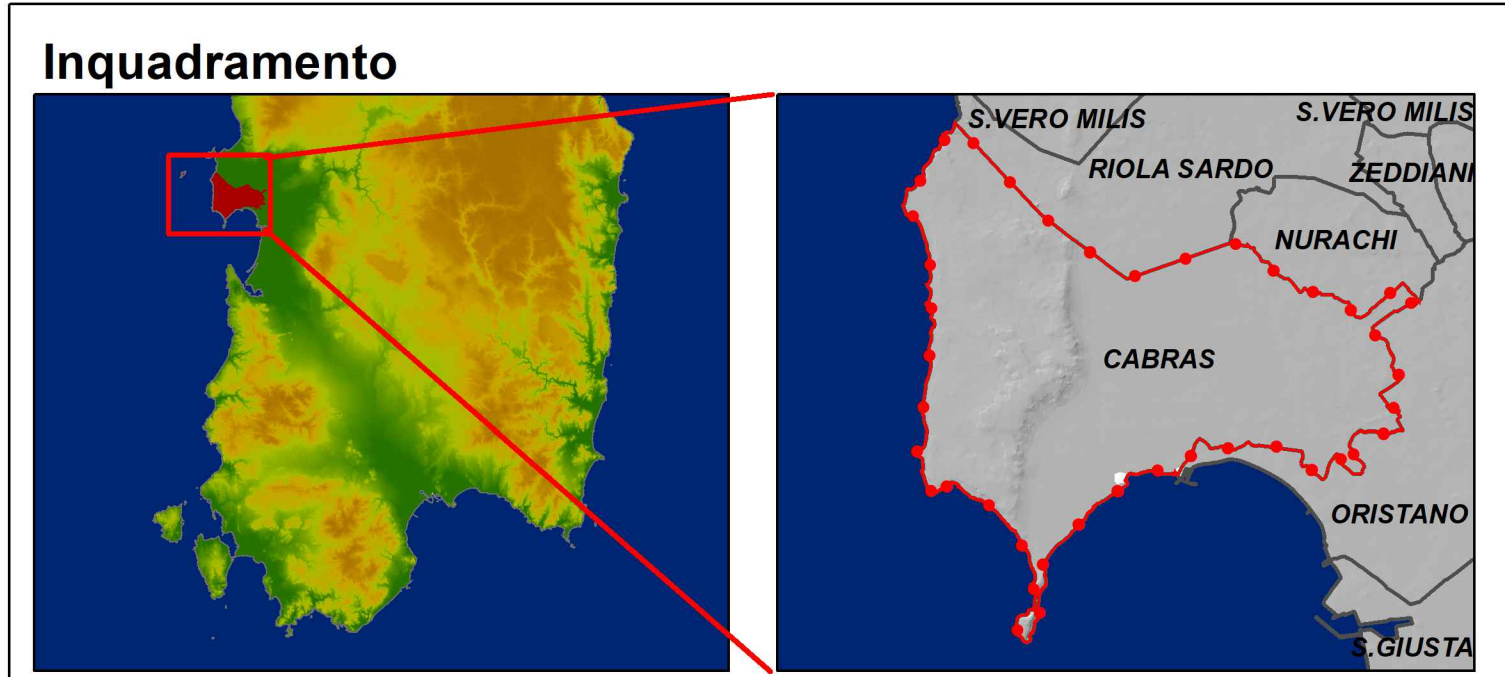 Inquadramento
S.VERO MILIS
S.VERO MILIS
RIOLA SARDO
ZEDDIANI
NURACHI
CABRAS
ORISTANO
S.GIUSTA